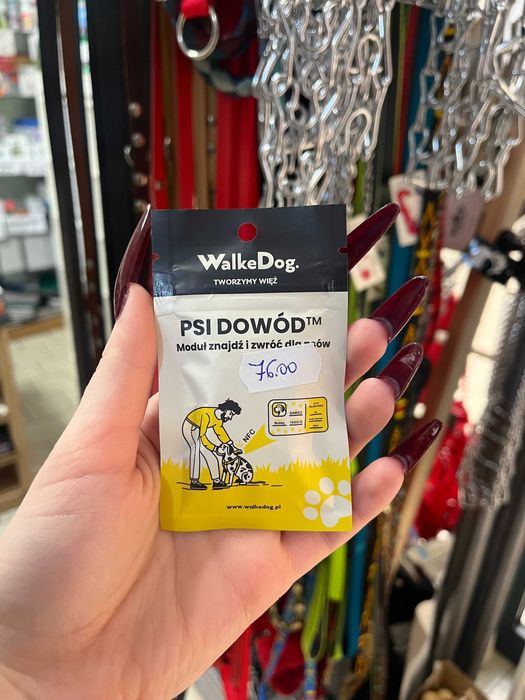 WalkeDog.
TWORZYMY WIĘŹ
PSI DOWÓD™
Moduł znajdź i zwróć dla psów
76.00
NFC
www.walkedog.pl